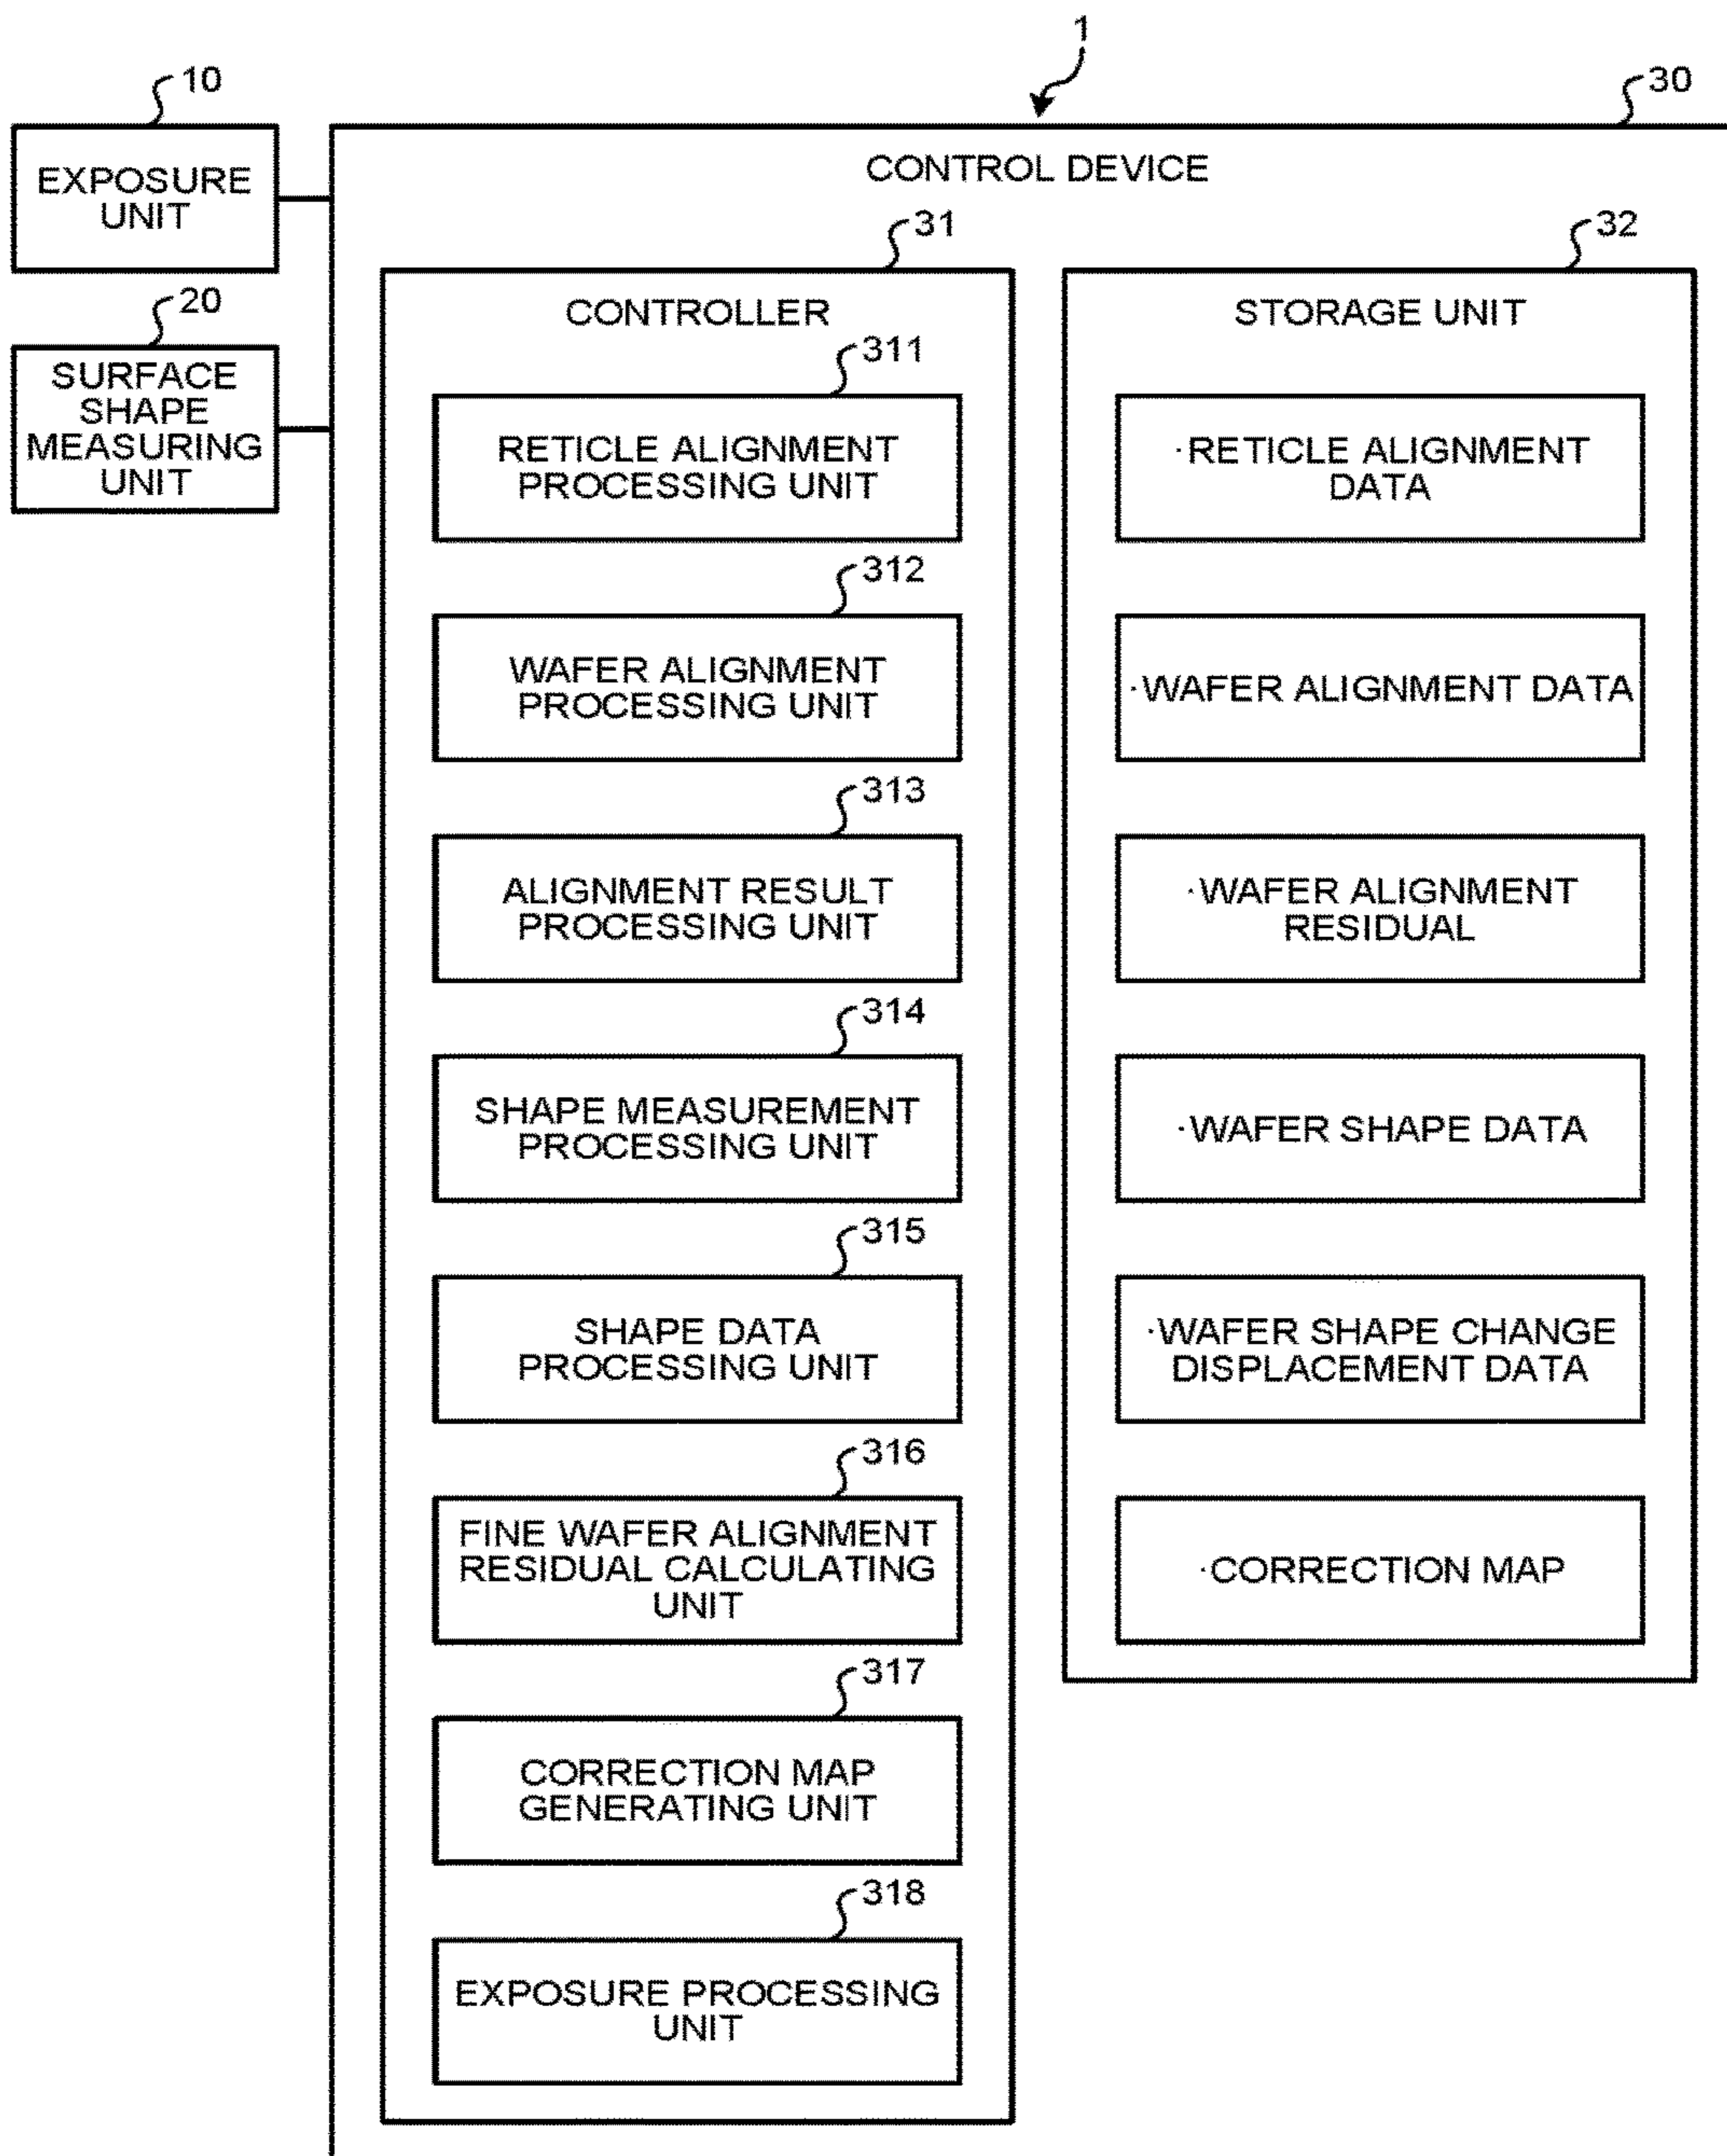 1
10
30
EXPOSURE
UNIT
CONTROL DEVICE
20
SURFACE
SHAPE
MEASURING
UNIT
31
CONTROLLER
311
RETICLE ALIGNMENT
PROCESSING UNIT
312
WAFER ALIGNMENT
PROCESSING UNIT
313
ALIGNMENT RESULT
PROCESSING UNIT
314
SHAPE MEASUREMENT
PROCESSING UNIT
315
SHAPE DATA
PROCESSING UNIT
316
FINE WAFER ALIGNMENT
RESIDUAL CALCULATING
UNIT
317
CORRECTION MAP
GENERATING UNIT
318
EXPOSURE PROCESSING
UNIT
32
STORAGE UNIT
·RETICLE ALIGNMENT
DATA
·WAFER ALIGNMENT DATA
·WAFER ALIGNMENT
RESIDUAL
·WAFER SHAPE DATA
·WAFER SHAPE CHANGE
DISPLACEMENT DATA
·CORRECTION MAP